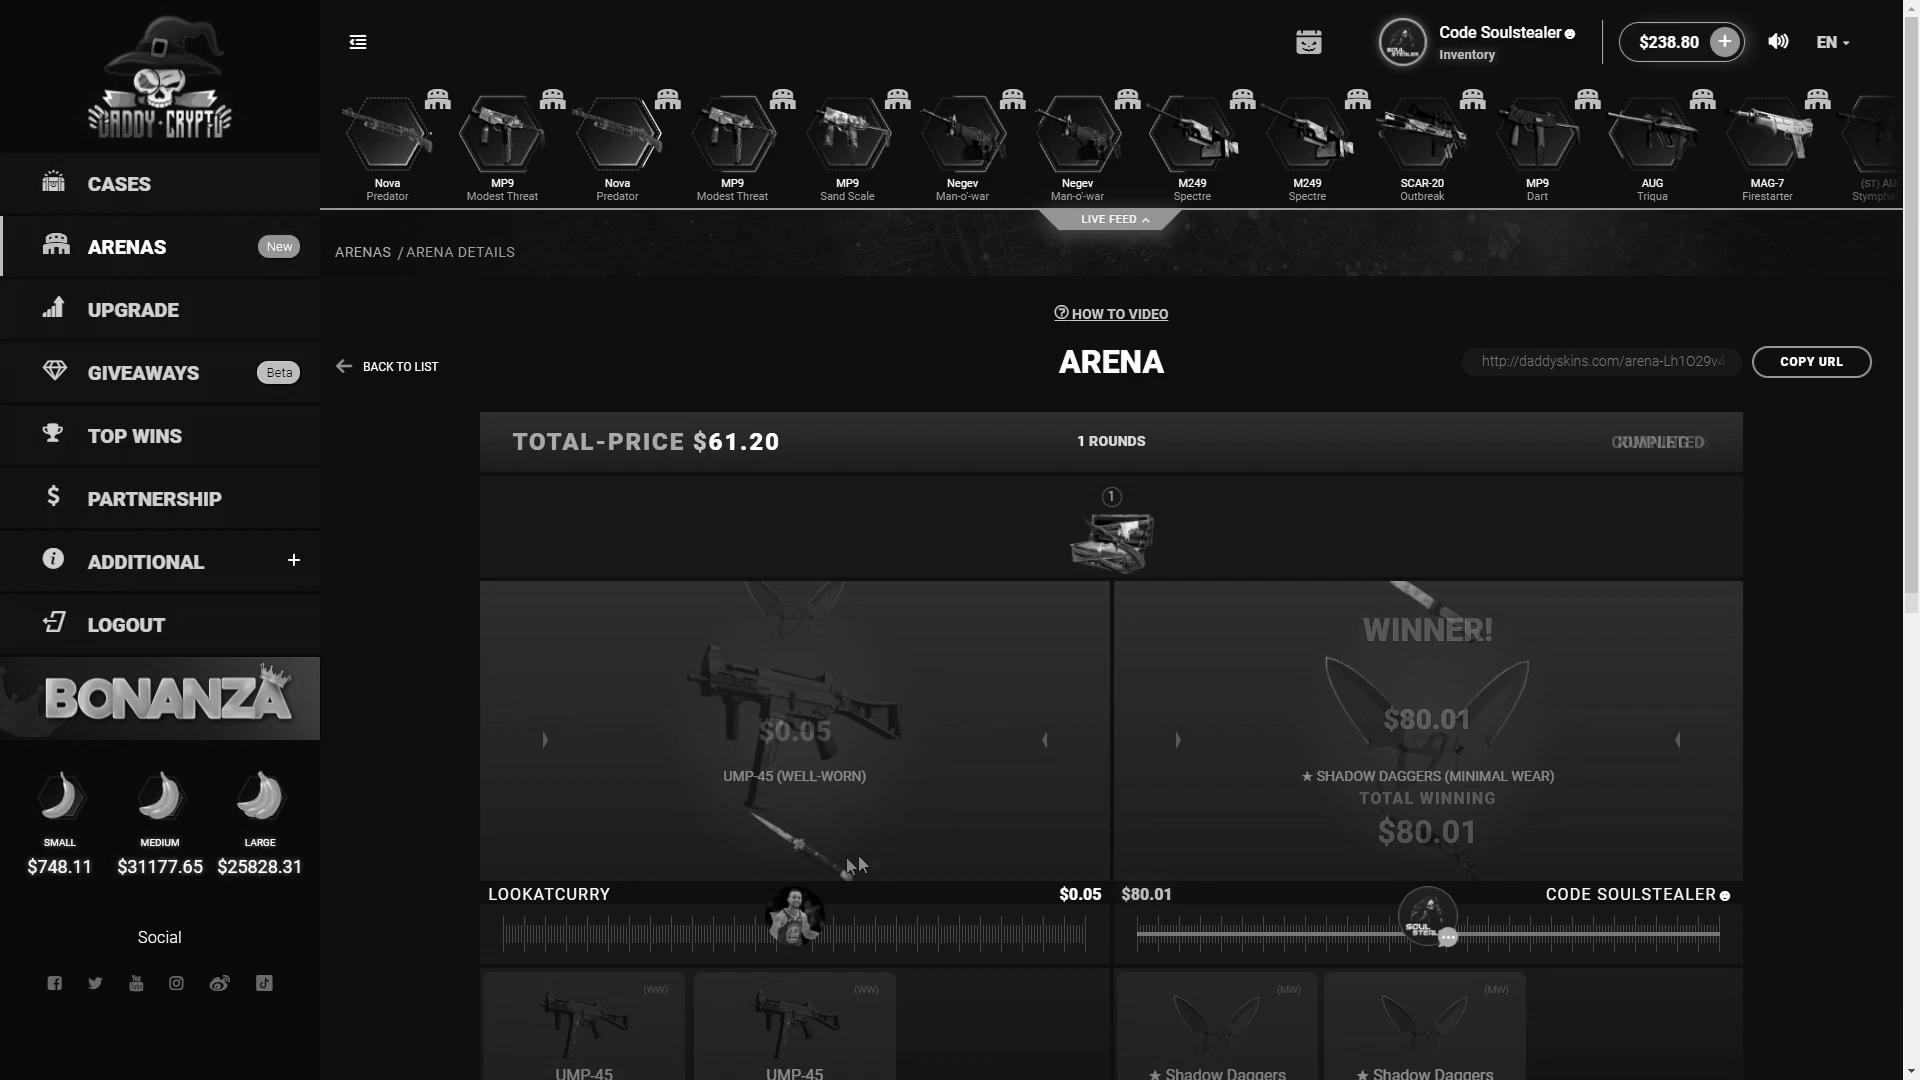 DADDY-CRYPTO
CASES
ARENAS New
UPGRADE
GIVEAWAYS Beta
TOP WINS
PARTNERSHIP
ADDITIONAL +
LOGOUT
BONANZA
SMALL MEDIUM LARGE
$748.11 $31177.65 $25828.31
Social
Code Soulstealer
Inventory
$238.80 +
EN
Nova
Predator
MP9
Modest Threat
Nova
Predator
MP9
Modest Threat
MP9
Sand Scale
Negev
Man-o'-war
Negev
Man-o'-war
M249
Spectre
M249
Spectre
SCAR-20
Outbreak
MP9
Dart
AUG
Triqua
MAG-7
Firestarter
LIVE FEED
ARENAS / ARENA DETAILS
HOW TO VIDEO
BACK TO LIST
ARENA
http://daddyskins.com/arena-Lh1O29v4
COPY URL
TOTAL-PRICE $61.20
1 ROUNDS
1
$0.05
UMP-45 (WELL-WORN)
WINNER!
$80.01
★ SHADOW DAGGERS (MINIMAL WEAR)
TOTAL WINNING
$80.01
LOOKATCURRY $0.05
$80.01 CODE SOULSTEALER
(WW)
UMP-45
(WW)
UMP-45
(MW)
★ Shadow Daggers
(MW)
★ Shadow Daggers